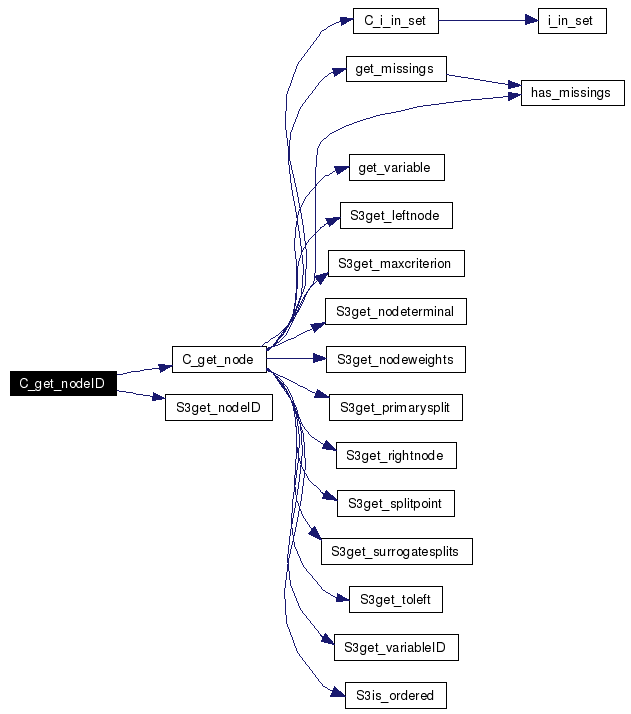 C_i_in_set
i_in_set
get_missings
has_missings
get_variable
S3get_leftnode
S3get_maxcriterion
S3get_nodeterminal
C_get_node
S3get_nodeweights
C_get_nodeID
S3get_nodeID
S3get_primarysplit
S3get_rightnode
S3get_splitpoint
S3get_surrogatesplits
S3get_toleft
S3get_variableID
S3is_ordered